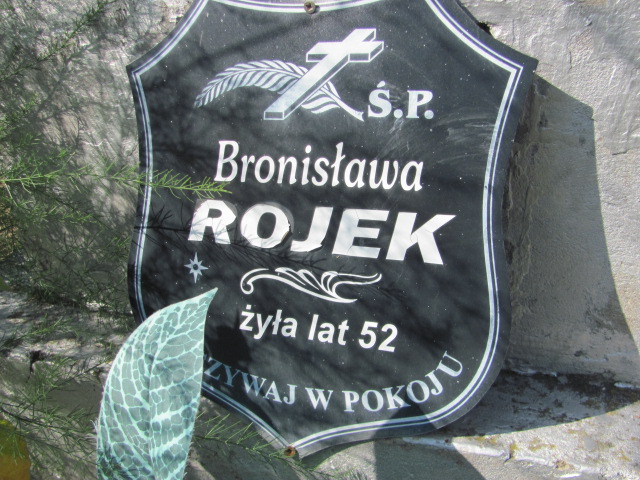 Ś.P.
Bronisława
ROJEK
żyła lat 52
ZYWAJ W POKOJU